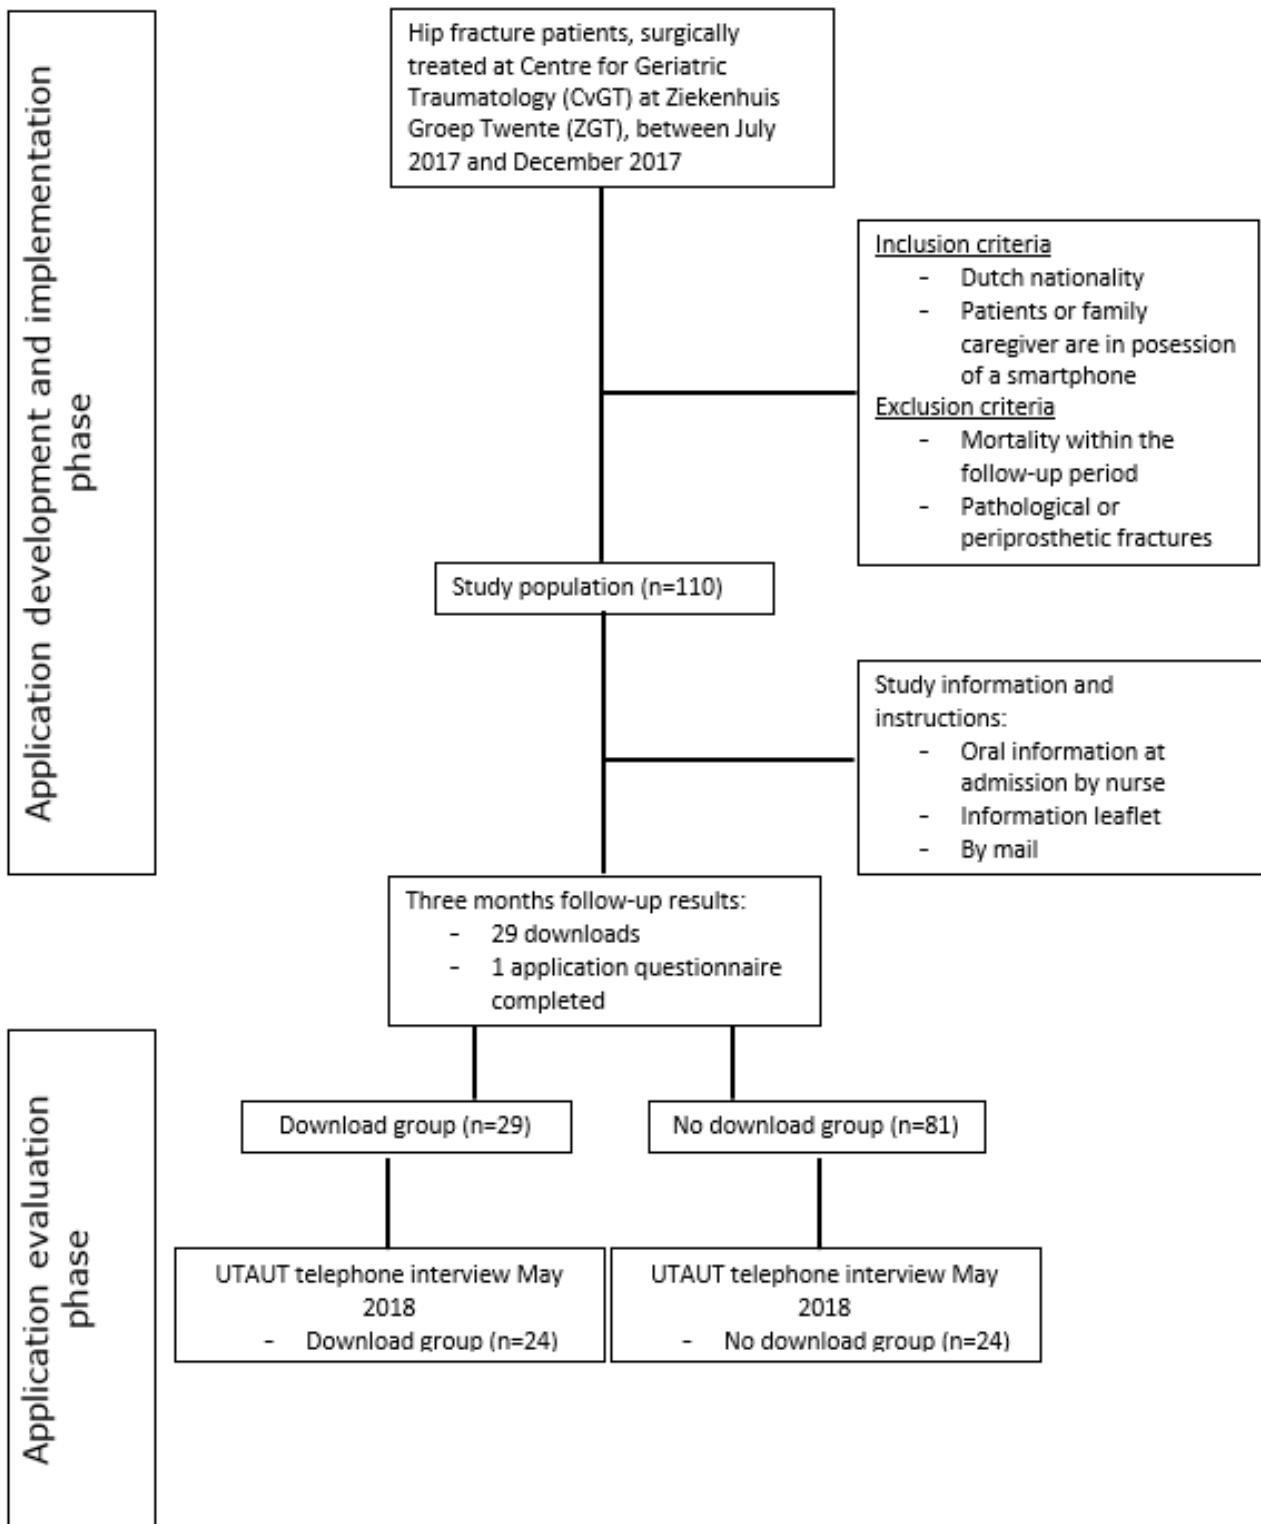 Application development and implementation
phase
Hip fracture patients, surgically
treated at Centre for Geriatric
Traumatology (CvGT) at Ziekenhuis
Groep Twente (ZGT), between July
2017 and December 2017
Inclusion criteria
- Dutch nationality
- Patients or family
caregiver are in posession
of a smartphone
Exclusion criteria
- Mortality within the
follow-up period
- Pathological or
periprosthetic fractures
Study population (n=110)
Study information and
instructions:
- Oral information at
admission by nurse
- Information leaflet
- By mail
Three months follow-up results:
- 29 downloads
- 1 application questionnaire
completed
Application evaluation
phase
Download group (n=29)
No download group (n=81)
UTAUT telephone interview May
2018
- Download group (n=24)
UTAUT telephone interview May
2018
- No download group (n=24)